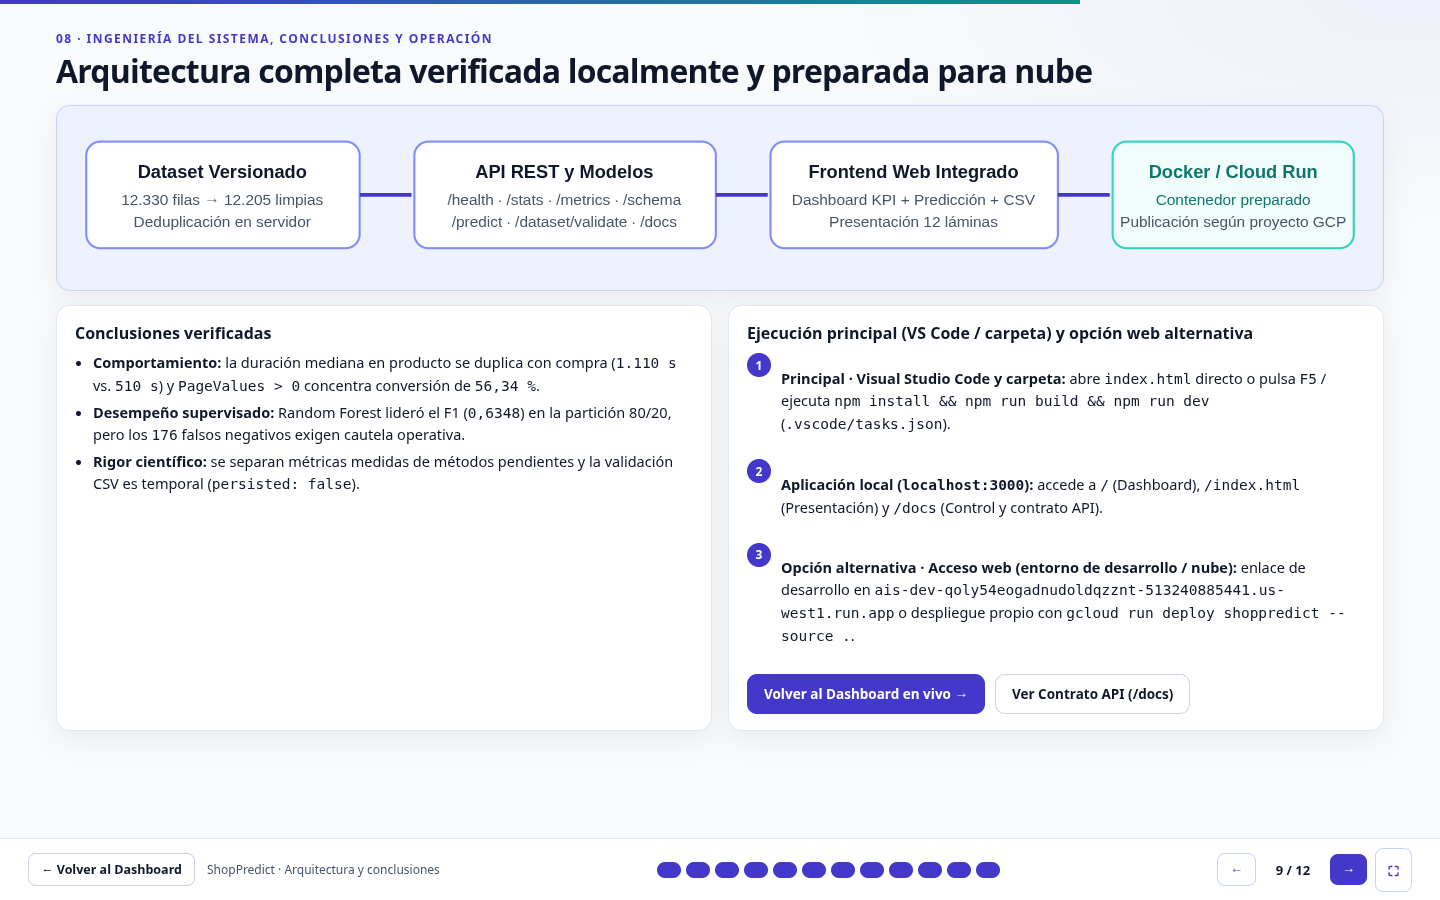 08 · INGENIERÍA DEL SISTEMA, CONCLUSIONES Y OPERACIÓN
Arquitectura completa verificada localmente y preparada para nube
Dataset Versionado
12.330 filas → 12.205 limpias
Deduplicación en servidor
API REST y Modelos
/health · /stats · /metrics · /schema
/predict · /dataset/validate · /docs
Frontend Web Integrado
Dashboard KPI + Predicción + CSV
Presentación 12 láminas
Docker / Cloud Run
Contenedor preparado
Publicación según proyecto GCP
Conclusiones verificadas
• Comportamiento: la duración mediana en producto se duplica con compra (1.110 s
vs. 510 s) y PageValues > 0 concentra conversión de 56,34 %.
• Desempeño supervisado: Random Forest lideró el F1 (0,6348) en la partición 80/20,
pero los 176 falsos negativos exigen cautela operativa.
• Rigor científico: se separan métricas medidas de métodos pendientes y la validación
CSV es temporal (persisted: false).
Ejecución principal (VS Code / carpeta) y opción web alternativa
1
Principal · Visual Studio Code y carpeta: abre index.html directo o pulsa F5 /
ejecuta npm install && npm run build && npm run dev
(.vscode/tasks.json).
2
Aplicación local (localhost:3000): accede a / (Dashboard), /index.html
(Presentación) y /docs (Control y contrato API).
3
Opción alternativa · Acceso web (entorno de desarrollo / nube): enlace de
desarrollo en ais-dev-qoly54eogadnudoldqzznt-513240885441.us-
west1.run.app o despliegue propio con gcloud run deploy shoppredict --
source ..
Volver al Dashboard en vivo →
Ver Contrato API (/docs)
← Volver al Dashboard
ShopPredict · Arquitectura y conclusiones
←
9 / 12
→